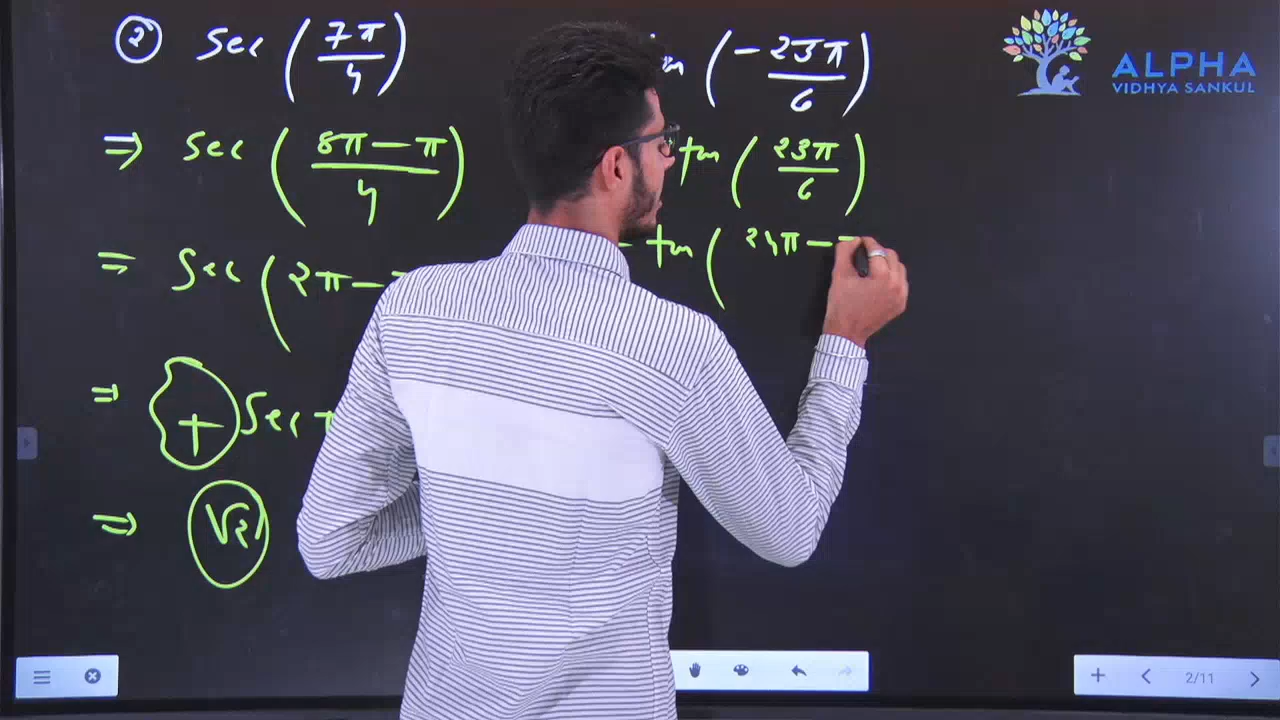 ② sec (7π/4)
⇒ sec (8π-π/4)
= sec (2π-
⇒ + sec
⇒ √2
(-23π/6)
tan (23π/6)
- tan (24π-
ALPHA
VIDHYA SANKUL
2/11